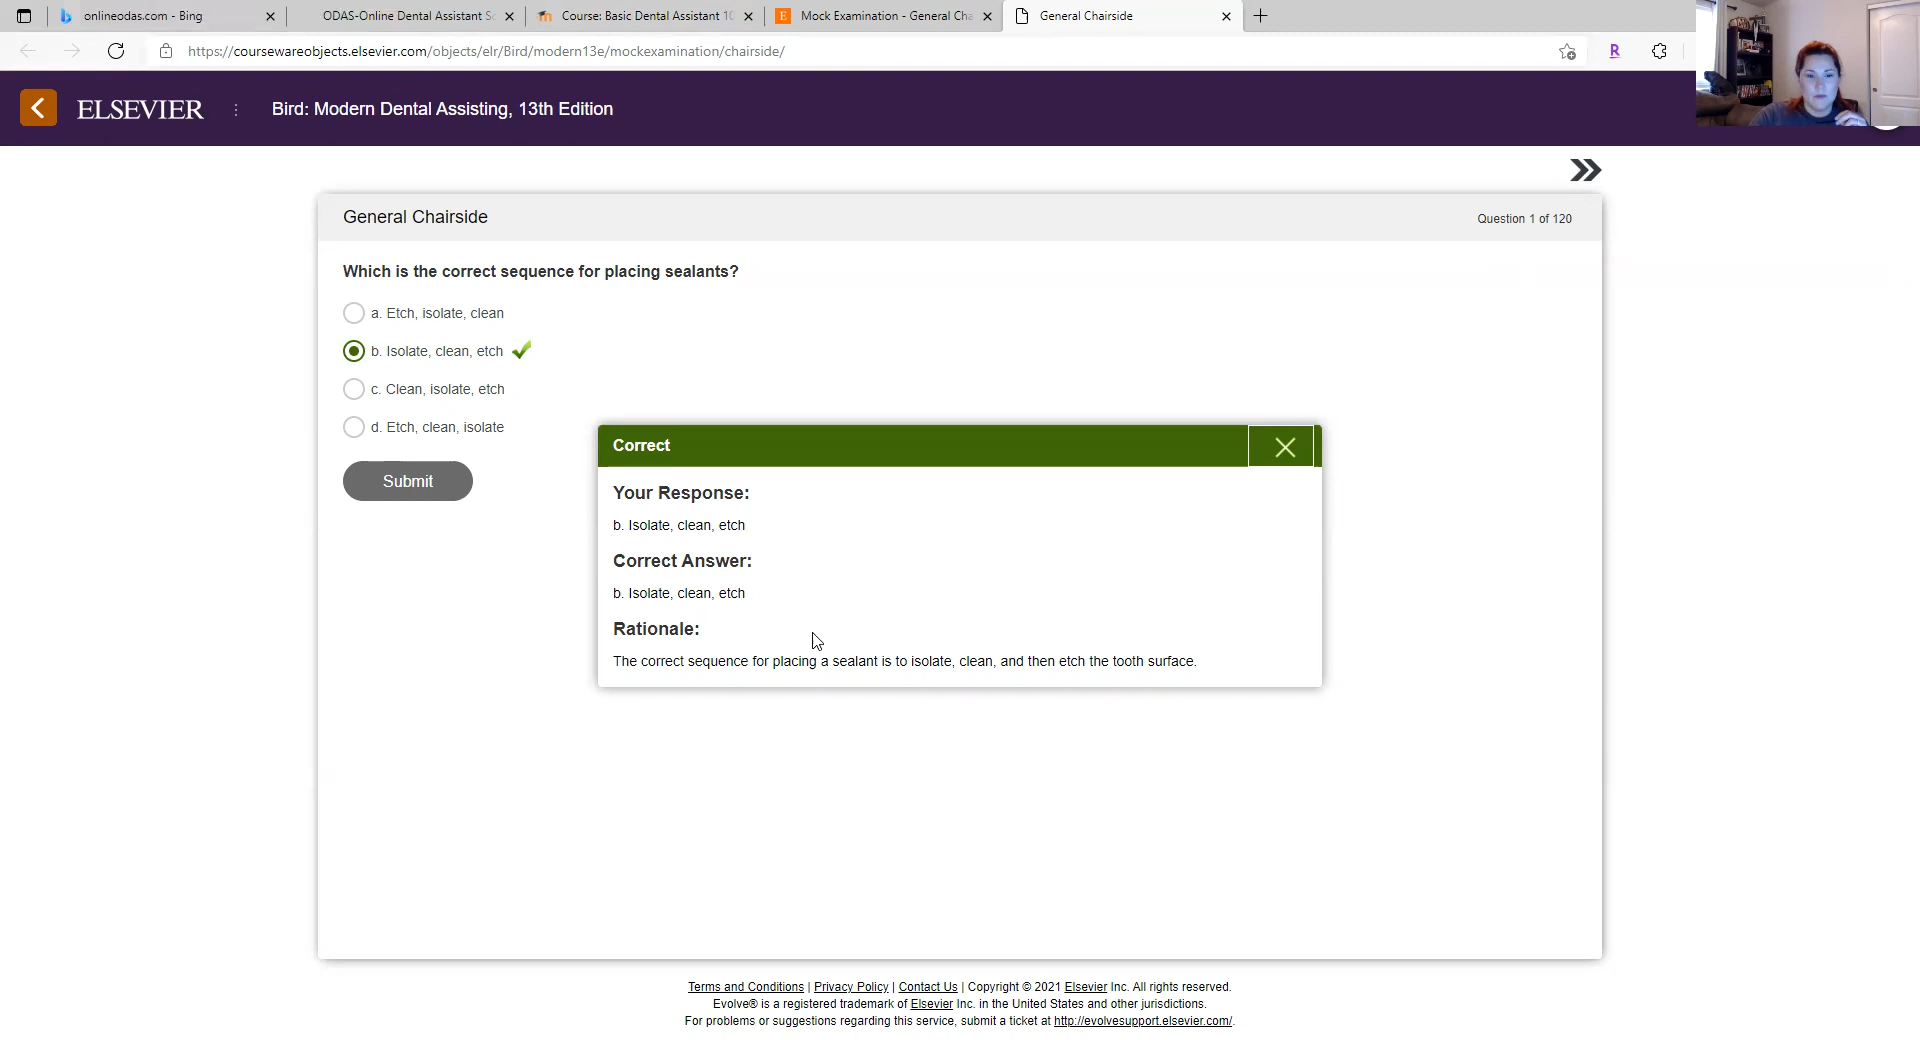 onlineodas.com - Bing
ODAS-Online Dental Assistant Sc
Course: Basic Dental Assistant 10
Mock Examination - General Cha
General Chairside
https://coursewareobjects.elsevier.com/objects/elr/Bird/modern13e/mockexamination/chairside/
R
ELSEVIER
Bird: Modern Dental Assisting, 13th Edition
General Chairside
Question 1 of 120
Which is the correct sequence for placing sealants?
a. Etch, isolate, clean
b. Isolate, clean, etch
c. Clean, isolate, etch
d. Etch, clean, isolate
Submit
Correct
Your Response:
b. Isolate, clean, etch
Correct Answer:
b. Isolate, clean, etch
Rationale:
The correct sequence for placing a sealant is to isolate, clean, and then etch the tooth surface.
Terms and Conditions | Privacy Policy | Contact Us | Copyright © 2021 Elsevier Inc. All rights reserved.
Evolve® is a registered trademark of Elsevier Inc. in the United States and other jurisdictions.
For problems or suggestions regarding this service, submit a ticket at http://evolvesupport.elsevier.com/.